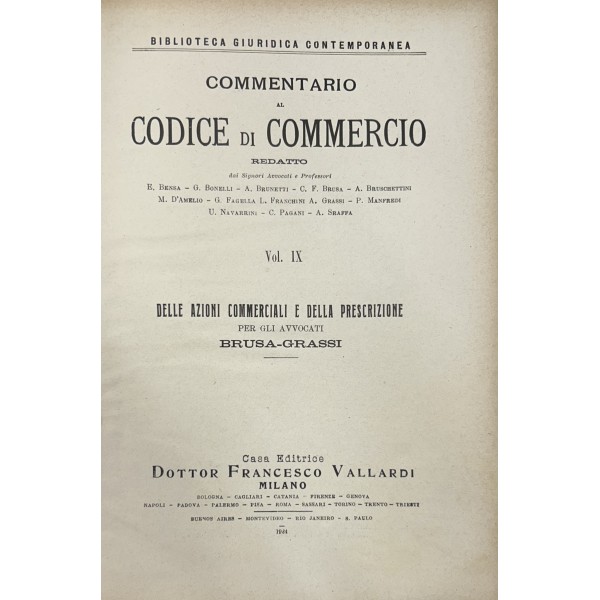 BIBLIOTECA GIURIDICA CONTEMPORANEA
COMMENTARIO
AL
CODICE DI COMMERCIO
REDATTO
dai Signori Avvocati e Professori
E. BENSA - G. BONELLI - A. BRUNETTI - C. F. BRUSA - A. BRUSCHETTINI
M. D'AMELIO - G. FAGELLA L. FRANCHINI A. GRASSI - P. MANFREDI
U. NAVARRINI - C. PAGANI - A. SRAFFA
Vol. IX
DELLE AZIONI COMMERCIALI E DELLA PRESCRIZIONE
PER GLI AVVOCATI
BRUSA-GRASSI
Casa Editrice
DOTTOR FRANCESCO VALLARDI
MILANO
BOLOGNA - CAGLIARI - CATANIA - FIRENZE - GENOVA
NAPOLI - PADOVA - PALERMO - PISA - ROMA - SASSARI - TORINO - TRENTO - TRIESTE
BUENOS AIRES - MONTEVIDEO - RIO JANEIRO - S. PAULO
1924